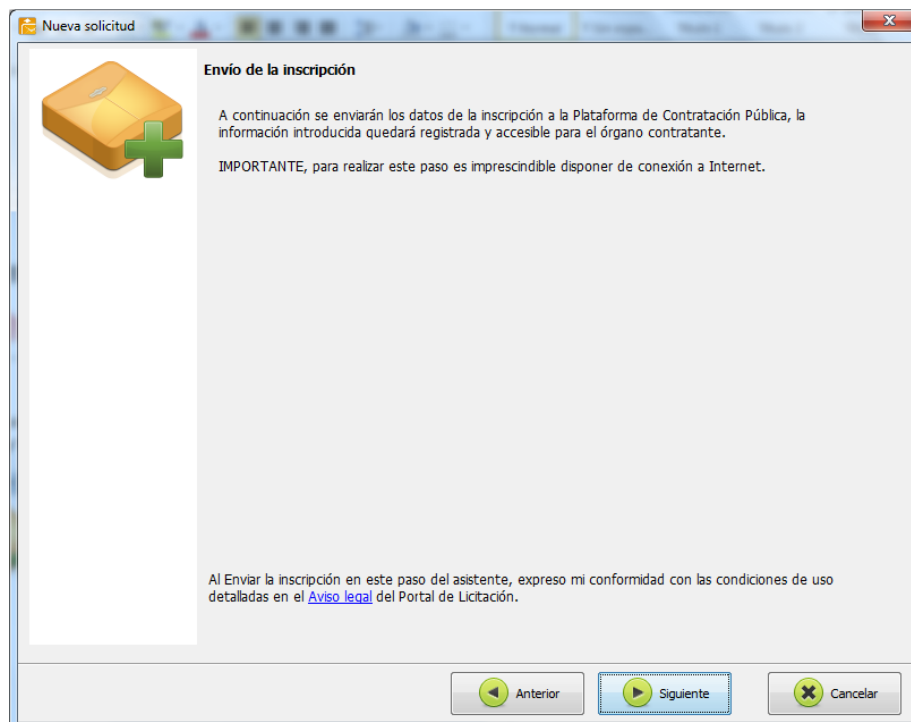 Nueva solicitud
Envío de la inscripción
A continuación se enviarán los datos de la inscripción a la Plataforma de Contratación Pública, la
información introducida quedará registrada y accesible para el órgano contratante.
IMPORTANTE, para realizar este paso es imprescindible disponer de conexión a Internet.
Al Enviar la inscripción en este paso del asistente, expreso mi conformidad con las condiciones de uso
detalladas en el Aviso legal del Portal de Licitación.
Anterior
Siguiente
Cancelar